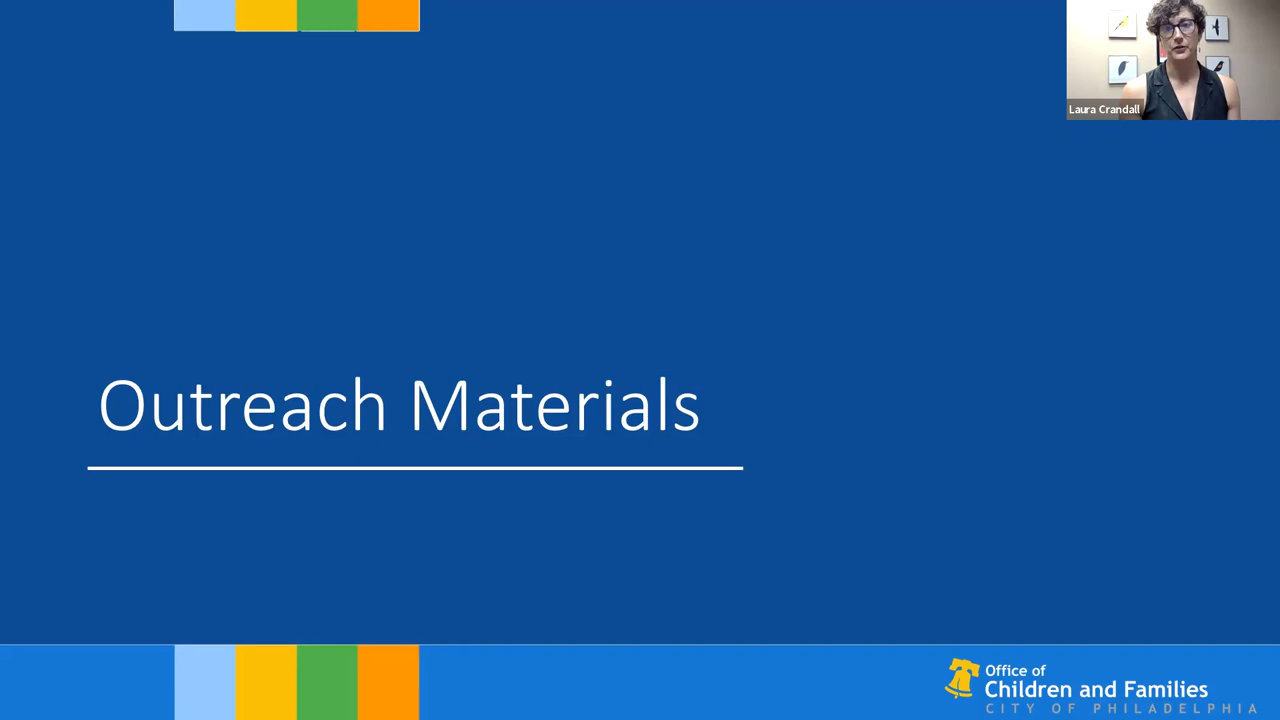 Laura Crandall
Outreach Materials
Office of
Children and Families
CITY OF PHILADELPHIA